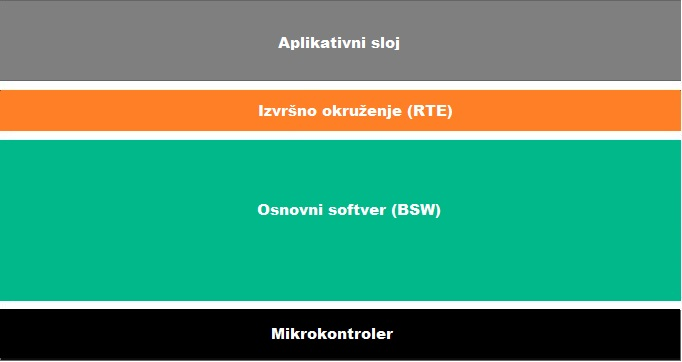 Aplikativni sloj
Izvršno okruženje (RTE)
Osnovni softver (BSW)
Mikrokontroler